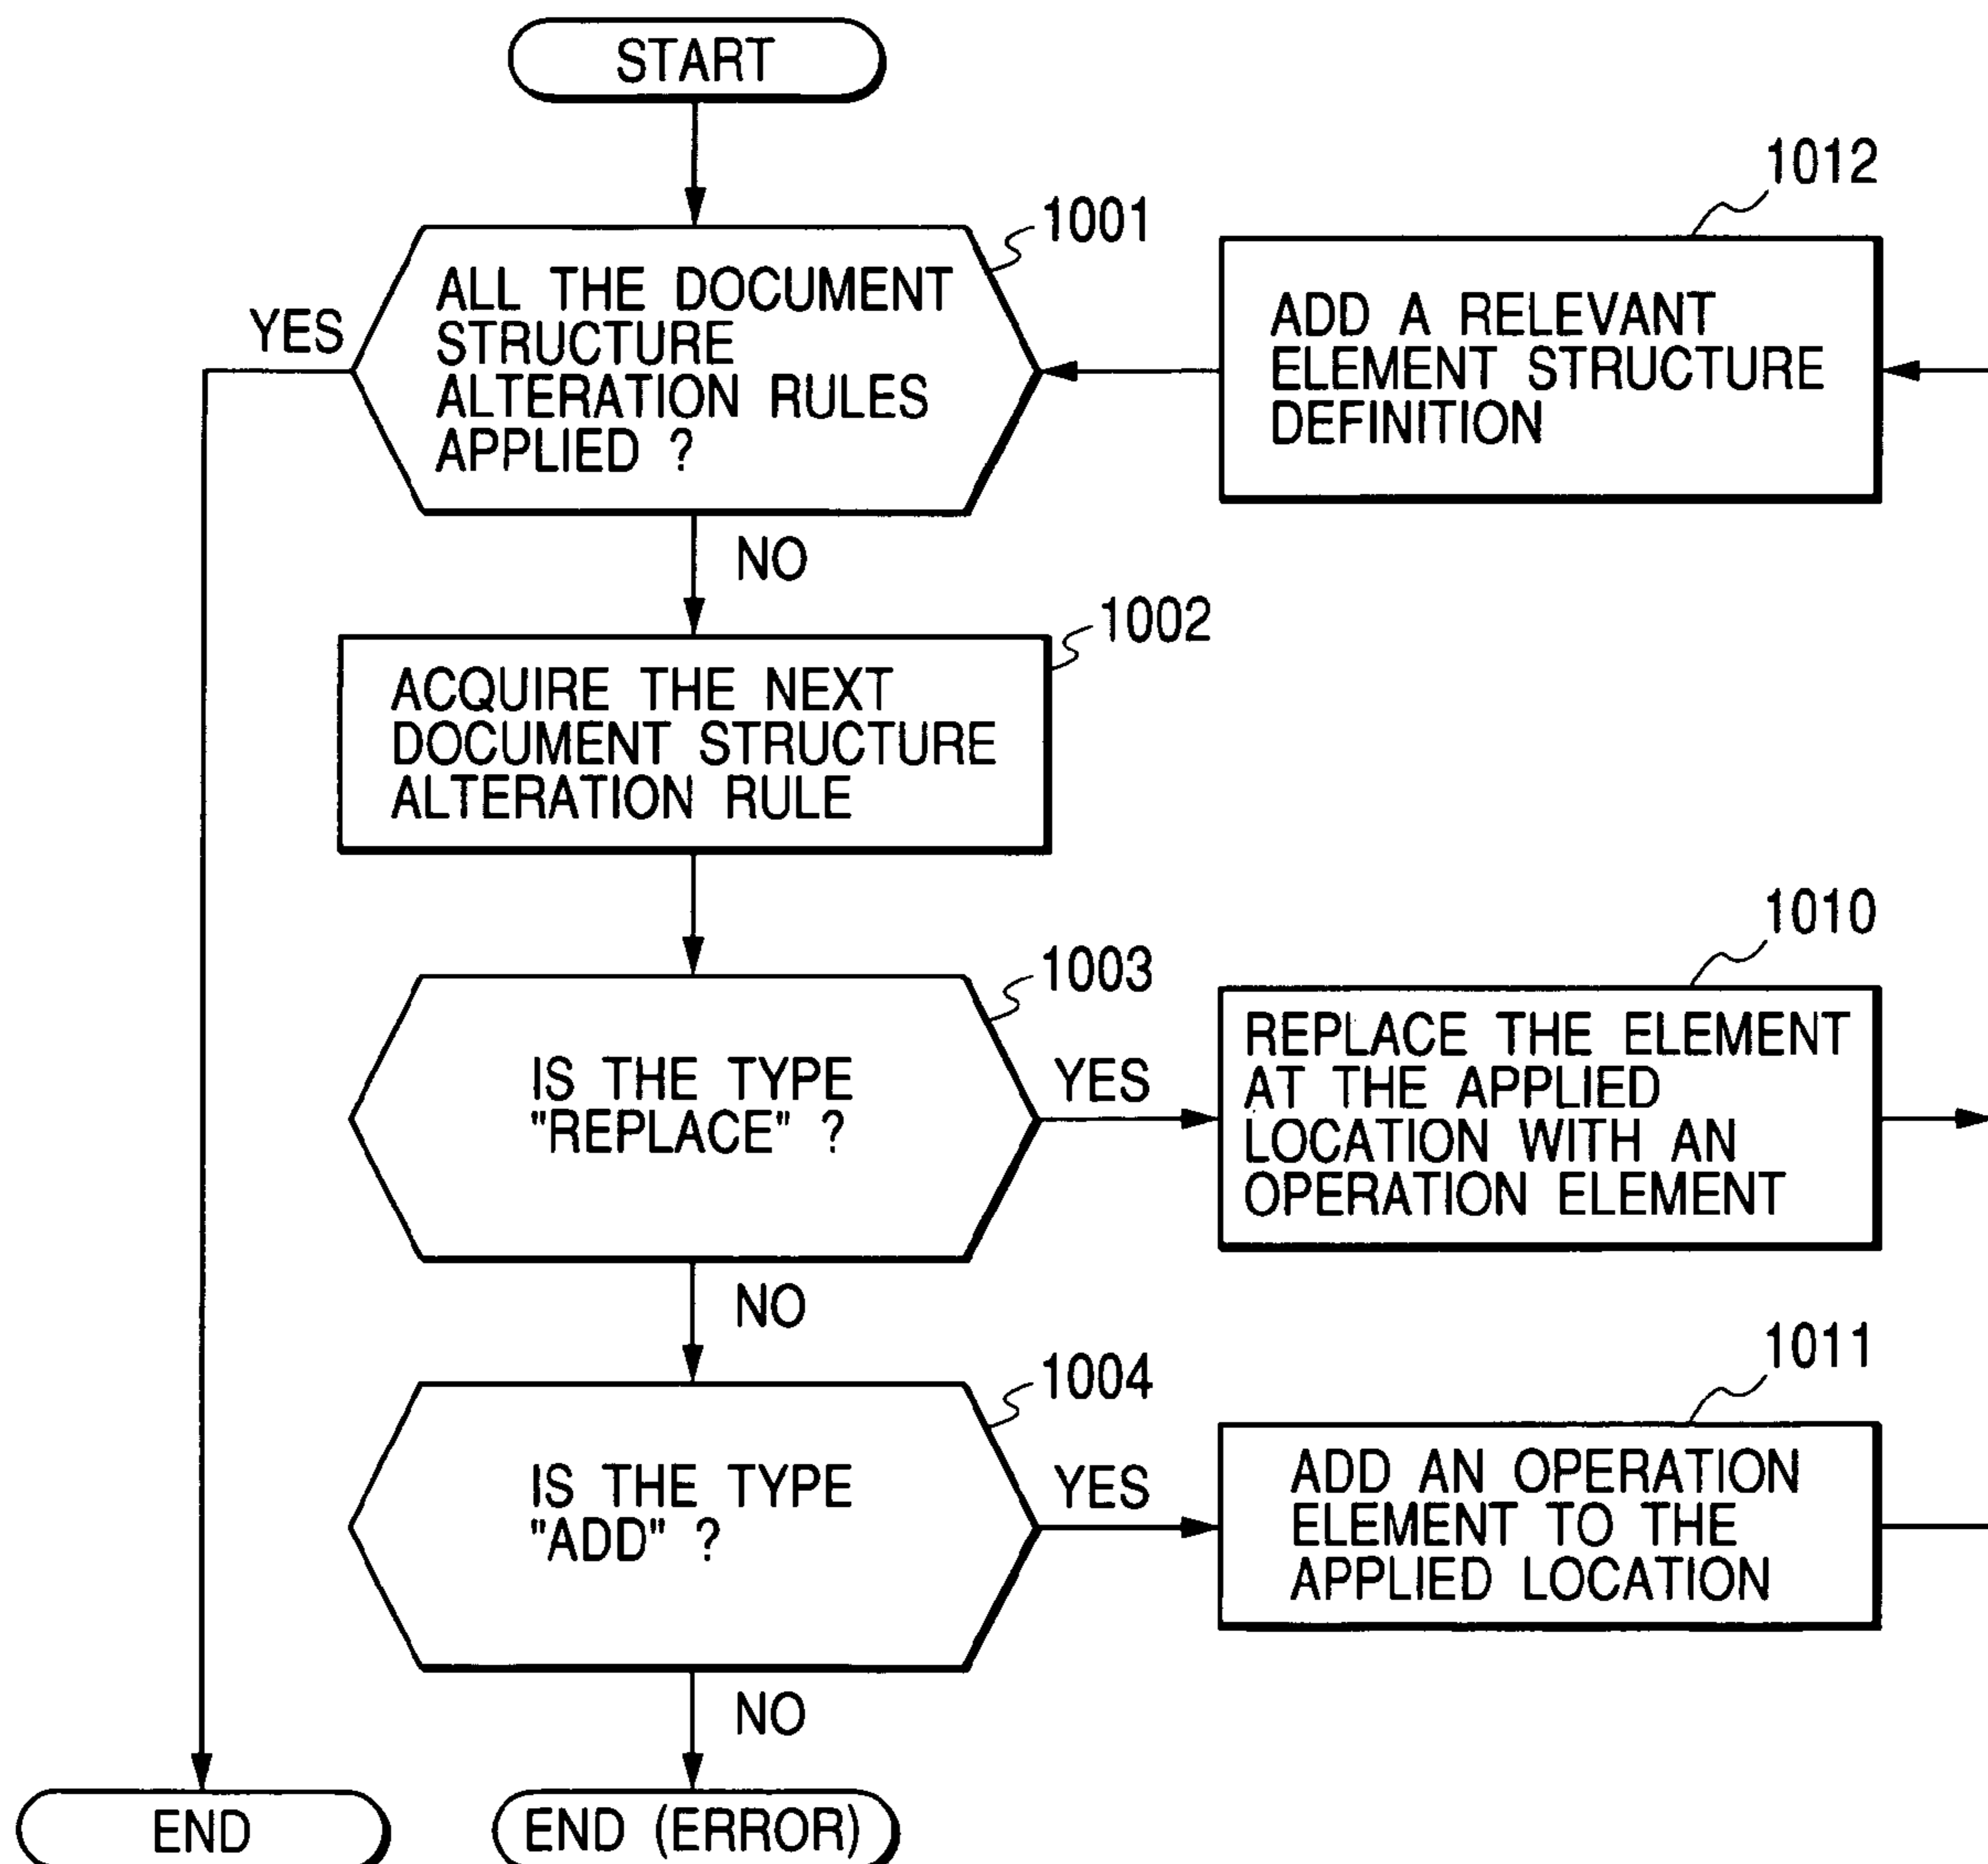 START
1001
ALL THE DOCUMENT
STRUCTURE
ALTERATION RULES
APPLIED ?
YES
NO
1012
ADD A RELEVANT
ELEMENT STRUCTURE
DEFINITION
1002
ACQUIRE THE NEXT
DOCUMENT STRUCTURE
ALTERATION RULE
1003
IS THE TYPE
"REPLACE" ?
YES
NO
1010
REPLACE THE ELEMENT
AT THE APPLIED
LOCATION WITH AN
OPERATION ELEMENT
1004
IS THE TYPE
"ADD" ?
YES
NO
1011
ADD AN OPERATION
ELEMENT TO THE
APPLIED LOCATION
END
END (ERROR)